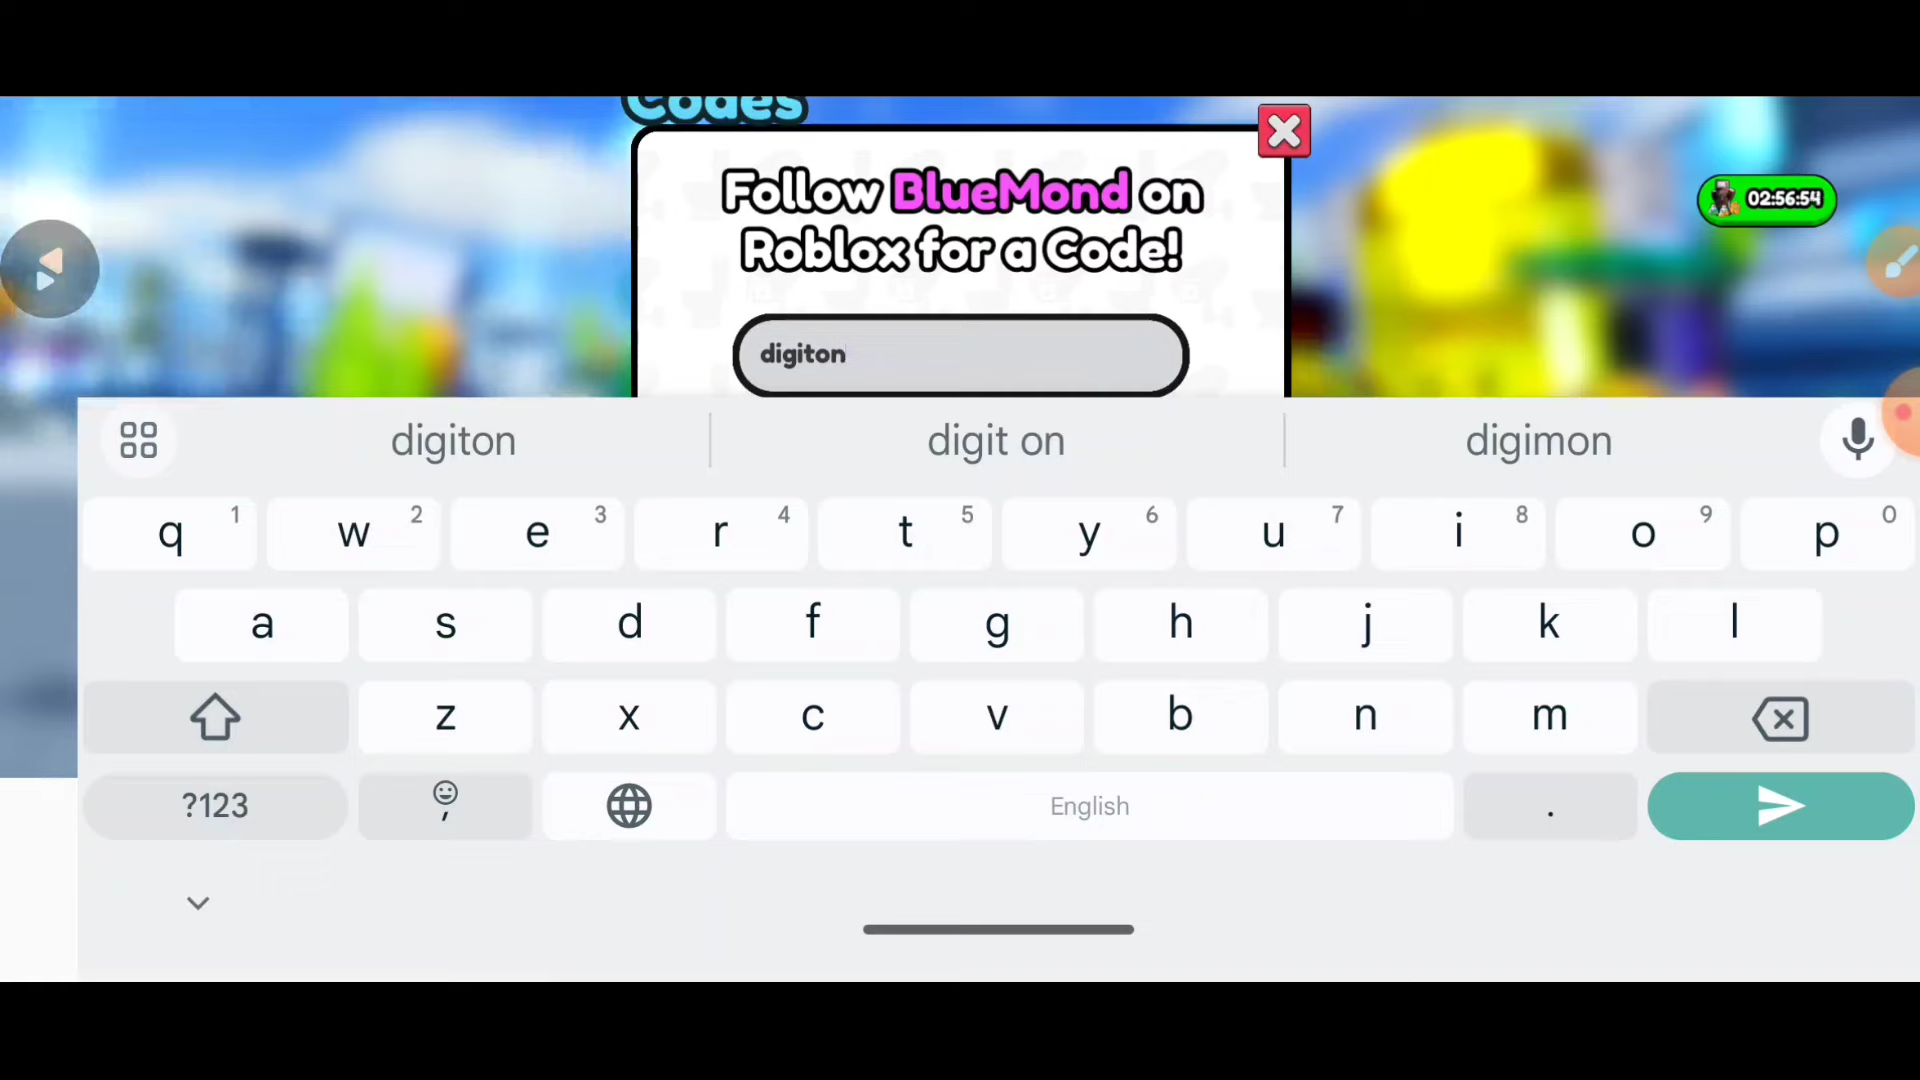 Codes
Follow BlueMond on
Roblox for a Code!
02:56:54
digiton
digiton digit on digimon
q 1 w 2 e 3 r 4 t 5 y 6 u 7 i 8 o 9 p 0
a s d f g h j k l
z x c v b n m
?123 , English .